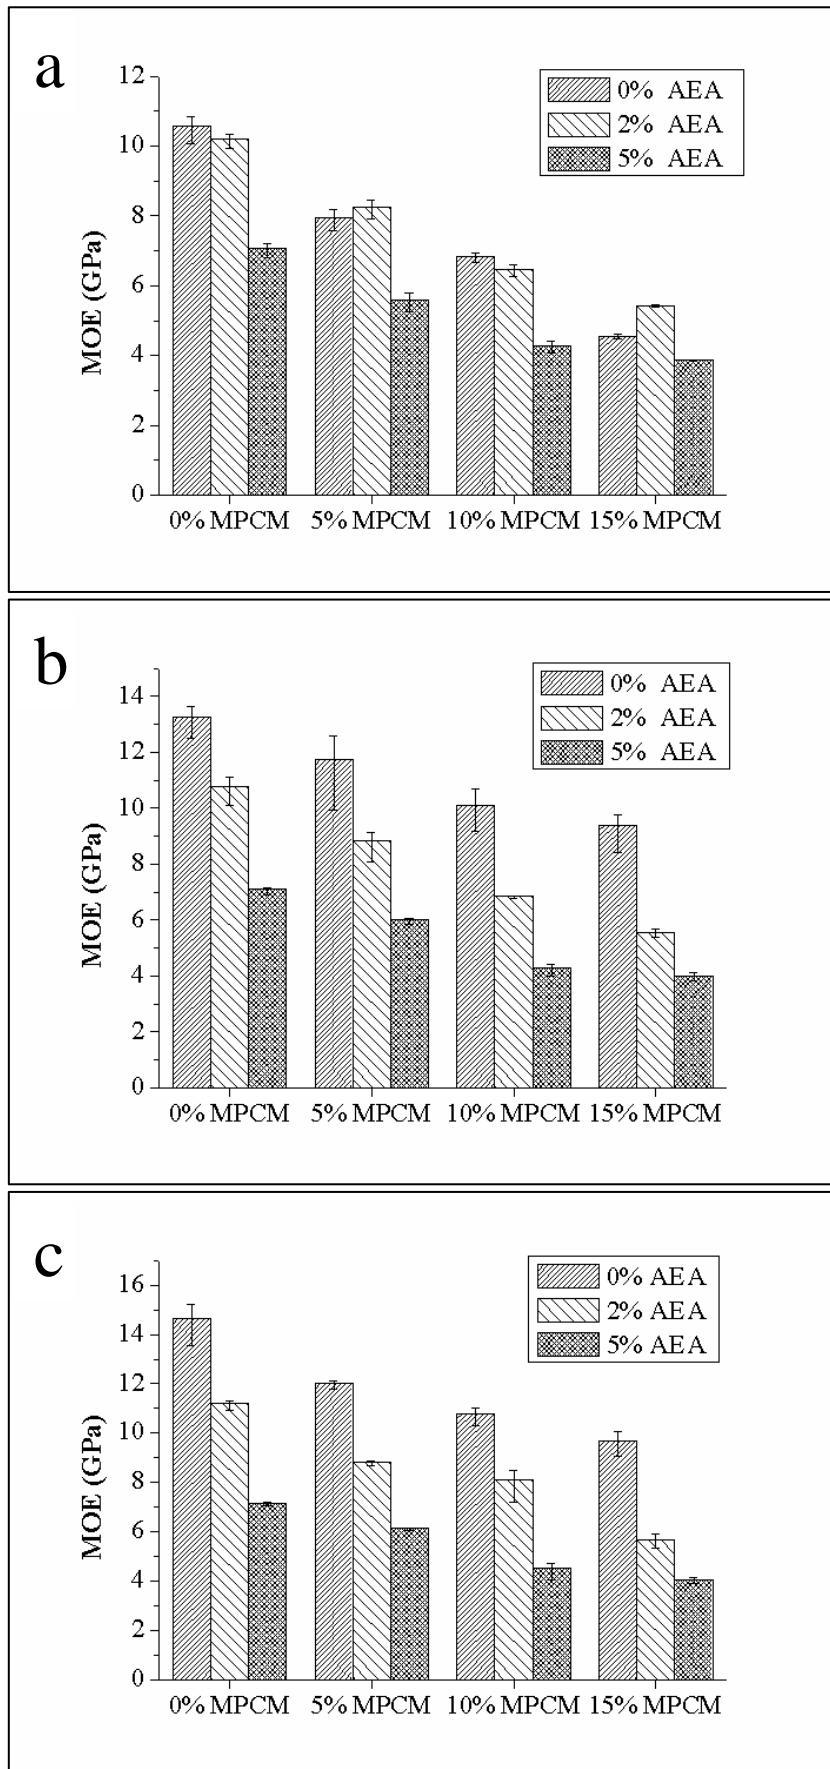 a
12
10
8
6
4
2
0
MOE (GPa)
0% AEA
2% AEA
5% AEA
0% MPCM 5% MPCM 10% MPCM 15% MPCM
b
14
12
10
8
6
4
2
0
MOE (GPa)
0% AEA
2% AEA
5% AEA
0% MPCM 5% MPCM 10% MPCM 15% MPCM
c
16
14
12
10
8
6
4
2
0
MOE (GPa)
0% AEA
2% AEA
5% AEA
0% MPCM 5% MPCM 10% MPCM 15% MPCM